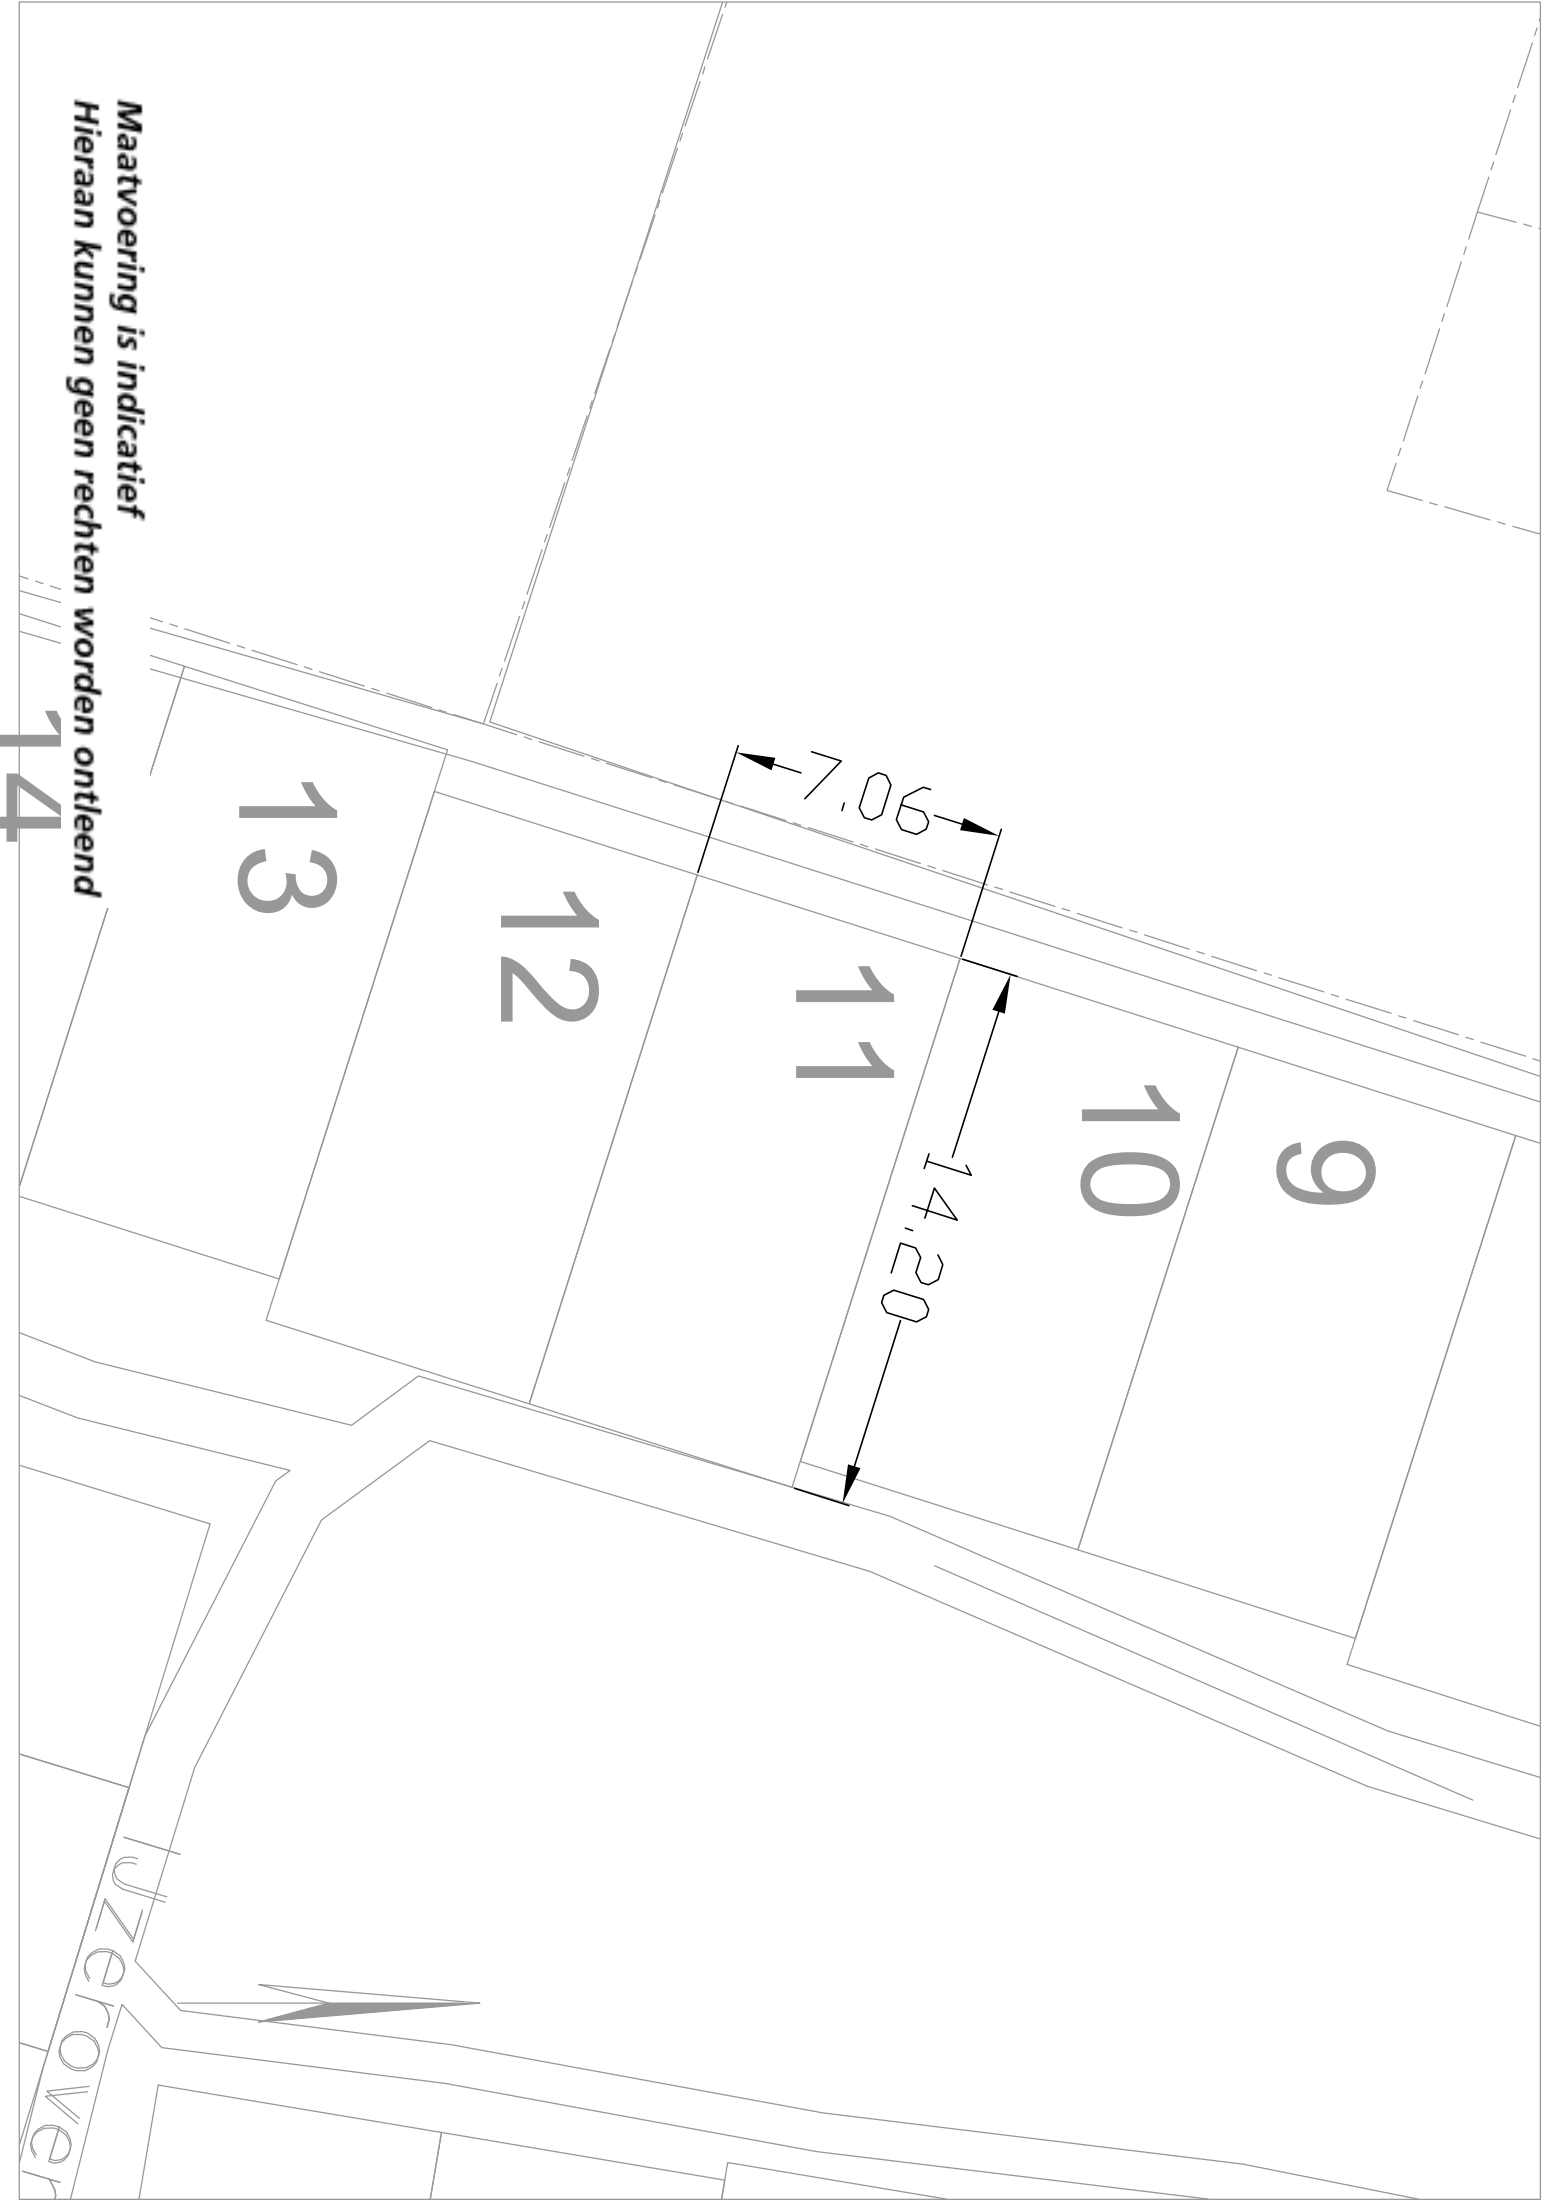 Maatvoering is indicatief
Hieraan kunnen geen rechten worden ontleend
9
10
11
12
13
14
7.06
14.20
IJzerover